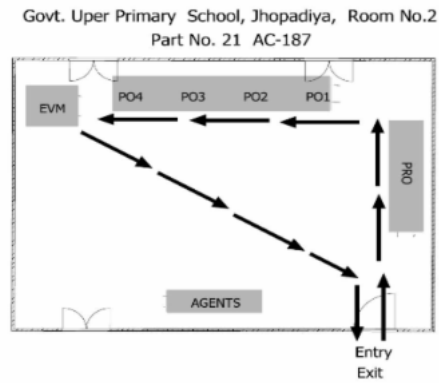 Govt. Uper Primary School, Jhopadiya, Room No.2
Part No. 21 AC-187
PO4 PO3 PO2 PO1
EVM
PRO
AGENTS
Entry
Exit